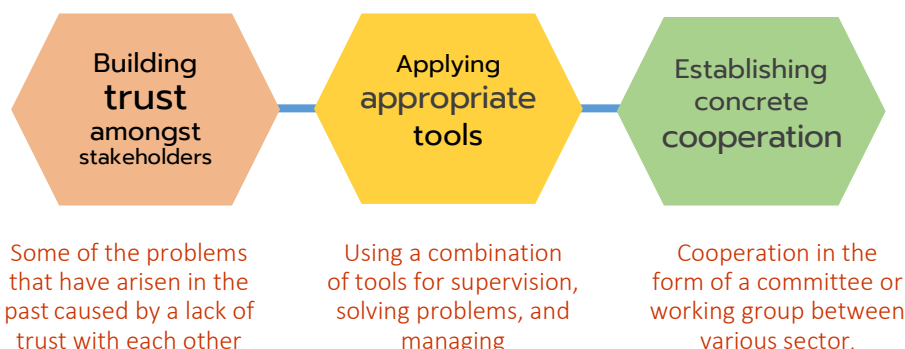 Building
trust
amongst
stakeholders
Applying
appropriate
tools
Establishing
concrete
cooperation
Some of the problems
that have arisen in the
past caused by a lack of
trust with each other
Using a combination
of tools for supervision,
solving problems, and
managing
Cooperation in the
form of a committee or
working group between
various sector.